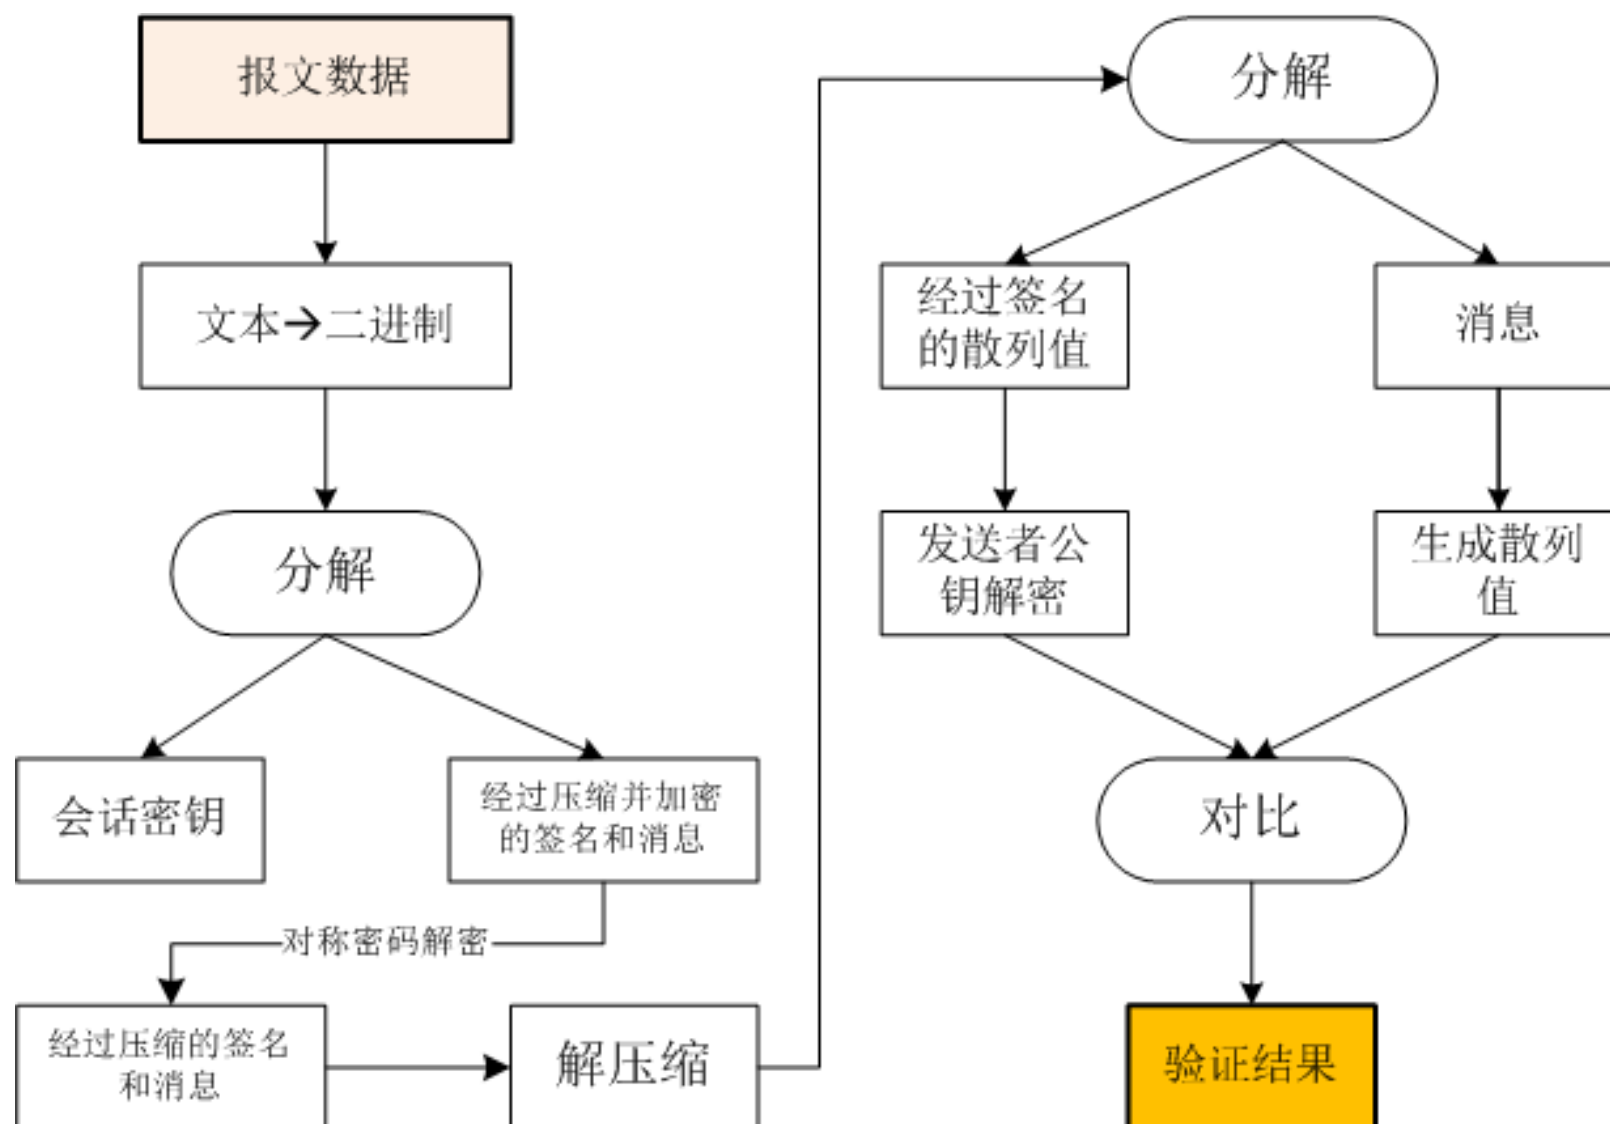 报文数据
文本→二进制
分解
会话密钥
经过压缩并加密
的签名和消息
对称密码解密
经过压缩的签名
和消息
解压缩
分解
经过签名
的散列值
消息
发送者公
钥解密
生成散列
值
对比
验证结果